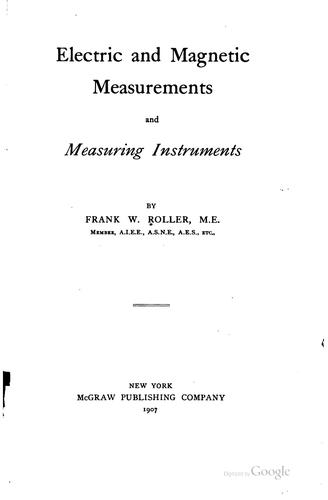 Electric and Magnetic
Measurements
and
Measuring Instruments
BY
FRANK W. ROLLER, M.E.
MEMBER, A.I.E.E., A.S.N.E., A.E.S., ETC.,
NEW YORK
McGRAW PUBLISHING COMPANY
1907
Digitized by Google